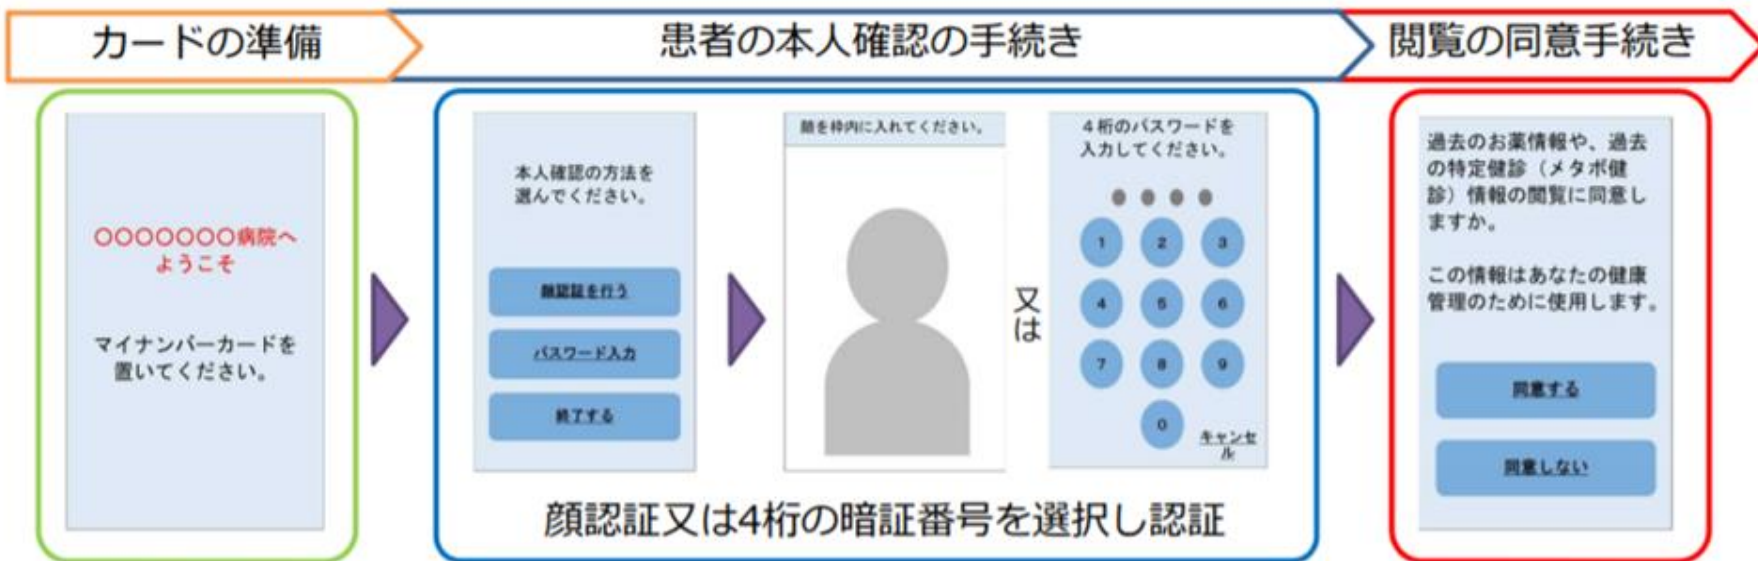 カードの準備
患者の本人確認の手続き
閲覧の同意手続き
〇〇〇〇〇〇〇病院へ
ようこそ
マイナンバーカードを
置いてください。
本人確認の方法を
選んでください。
顔認証を行う
パスワード入力
終了する
顔を枠内に入れてください。
又は
4桁のパスワードを
入力してください。
1 2 3
4 5 6
7 8 9
0
キャンセ
ル
顔認証又は4桁の暗証番号を選択し認証
過去のお薬情報や、過去
の特定健診（メタボ健
診）情報の閲覧に同意し
ますか。
この情報はあなたの健康
管理のために使用します。
同意する
同意しない